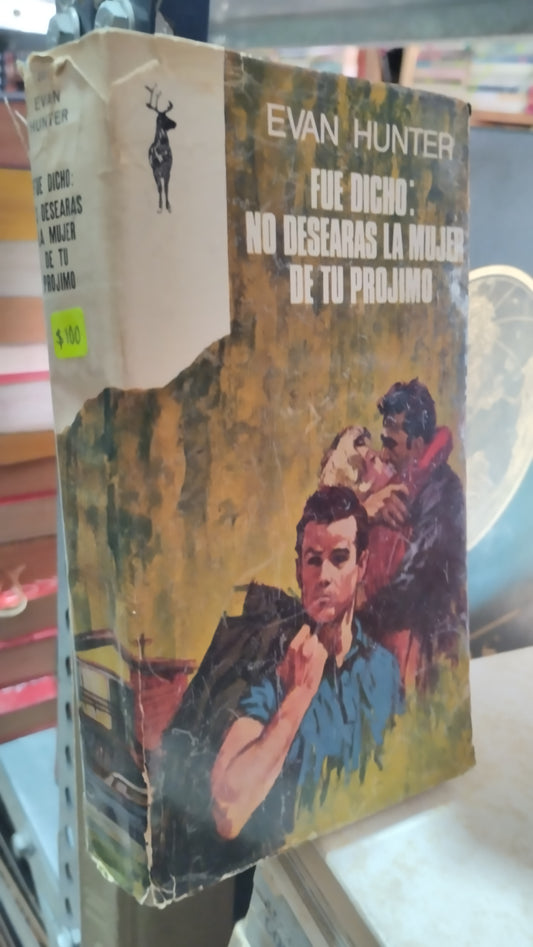 EVAN HUNTER
FUE DICHO:
NO DESEARAS LA MUJER
DE TU PROJIMO
EVAN
HUNTER
FUE DICHO:
DESEARAS
LA MUJER
DE TU
PROJIMO
$100